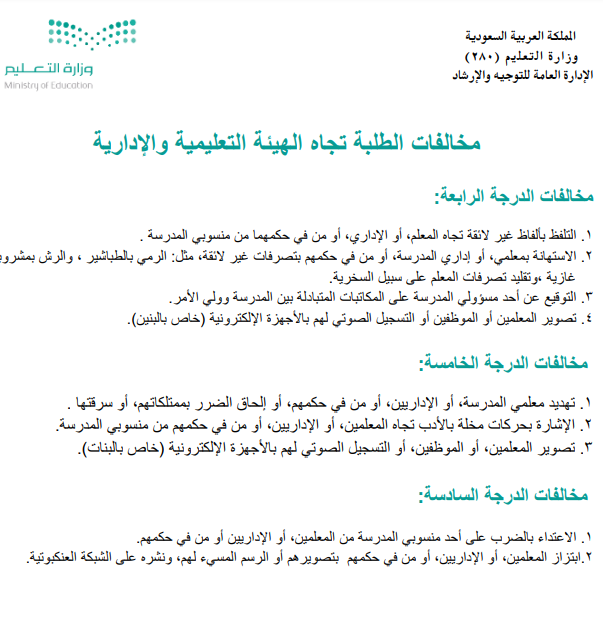 المملكة العربية السعودية
وزارة التعليم (٢٨٠)
الإدارة العامة للتوجيه والإرشاد
وزارة التعـــليم
Ministry of Education
مخالفات الطلبة تجاه الهيئة التعليمية والإدارية
مخالفات الدرجة الرابعة:
١. التلفظ بألفاظ غير لائقة تجاه المعلم، أو الإداري، أو من في حكمهما من منسوبي المدرسة .
٢. الاستهانة بمعلمي، أو إداري المدرسة، أو من في حكمهم بتصرفات غير لائقة، مثل: الرمي بالطباشير ، والرش بمشروب
غازية ،وتقليد تصرفات المعلم على سبيل السخرية.
٣. التوقيع عن أحد مسؤولي المدرسة على المكاتبات المتبادلة بين المدرسة وولي الأمر.
٤. تصوير المعلمين أو الموظفين أو التسجيل الصوتي لهم بالأجهزة الإلكترونية (خاص بالبنين).
مخالفات الدرجة الخامسة:
١. تهديد معلمي المدرسة، أو الإداريين، أو من في حكمهم، أو إلحاق الضرر بممتلكاتهم، أو سرقتها .
٢. الإشارة بحركات مخلة بالأدب تجاه المعلمين، أو الإداريين، أو من في حكمهم من منسوبي المدرسة.
٣. تصوير المعلمين، أو الموظفين، أو التسجيل الصوتي لهم بالأجهزة الإلكترونية (خاص بالبنات).
مخالفات الدرجة السادسة:
١. الاعتداء بالضرب على أحد منسوبي المدرسة من المعلمين، أو الإداريين أو من في حكمهم.
٢.ابتزاز المعلمين، أو الإداريين، أو من في حكمهم بتصويرهم أو الرسم المسيء لهم، ونشره على الشبكة العنكبوتية.